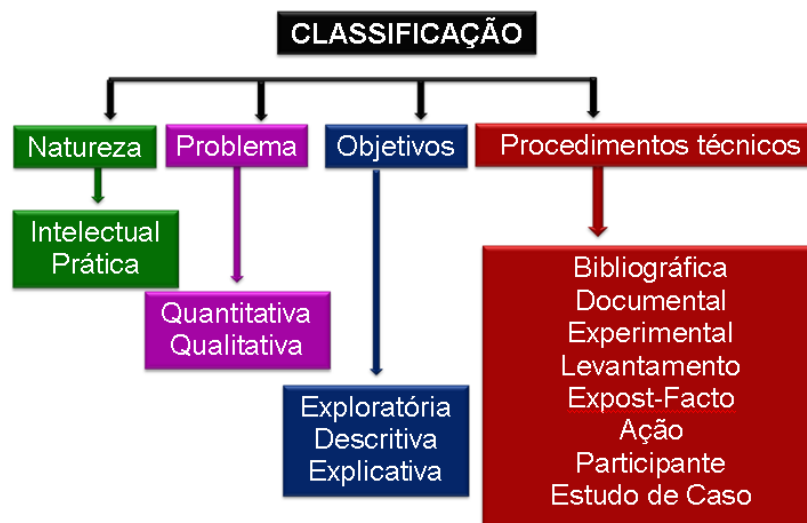 CLASSIFICAÇÃO
Natureza
Problema
Objetivos
Procedimentos técnicos
Intelectual
Prática
Quantitativa
Qualitativa
Exploratória
Descritiva
Explicativa
Bibliográfica
Documental
Experimental
Levantamento
Expost-Facto
Ação
Participante
Estudo de Caso